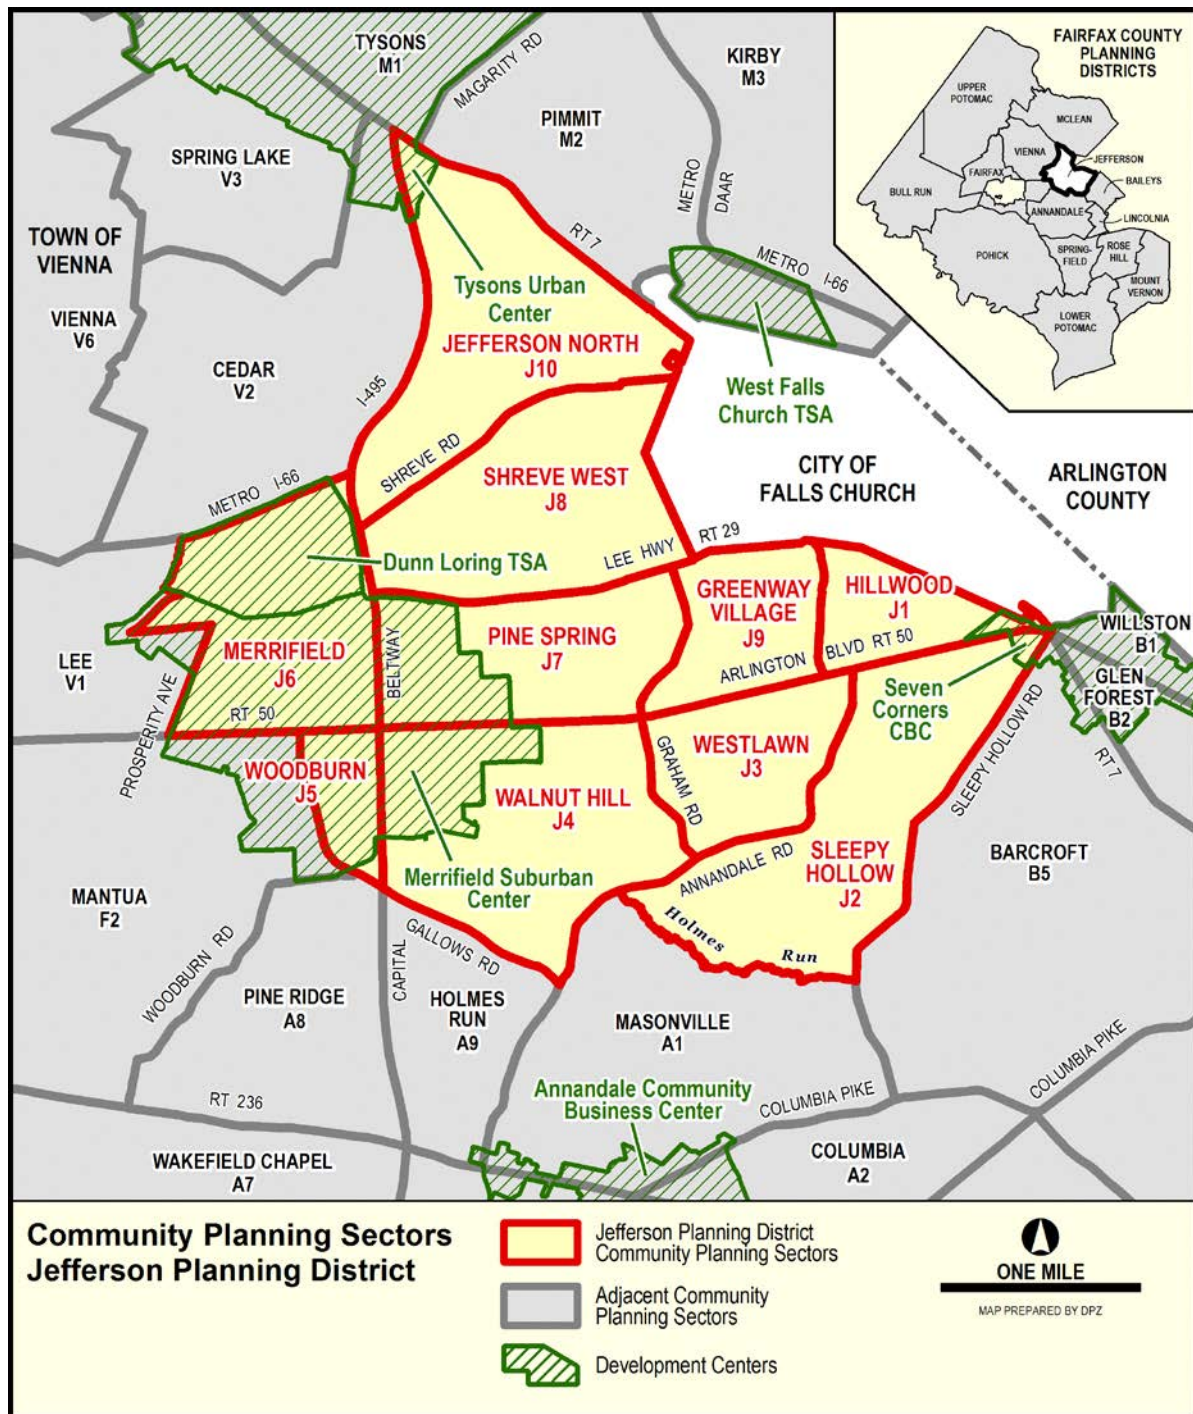 TYSONS
M1
MAGARITY RD
KIRBY
M3
PIMMIT
M2
SPRING LAKE
V3
METRO
DAAR
TOWN OF
VIENNA
RT 7
METRO I-66
Tysons Urban
Center
VIENNA
V6
JEFFERSON NORTH
J10
CEDAR
V2
I-495
West Falls
Church TSA
SHREVE RD
METRO I-66
SHREVE WEST
J8
CITY OF
FALLS CHURCH
ARLINGTON
COUNTY
LEE HWY RT 29
Dunn Loring TSA
GREENWAY
VILLAGE
J9
HILLWOOD
J1
WILLSTON
B1
PINE SPRING
J7
MERRIFIELD
J6
BELTWAY
ARLINGTON BLVD RT 50
LEE
V1
GLEN
FOREST
B2
Seven
Corners
CBC
PROSPERITY AVE
RT 50
SLEEPY HOLLOW RD
RT 7
WESTLAWN
J3
GRAHAM RD
WOODBURN
J5
WALNUT HILL
J4
SLEEPY
HOLLOW
J2
ANNANDALE RD
BARCROFT
B5
MANTUA
F2
Merrifield Suburban
Center
Holmes Run
GALLOWS RD
WOODBURN RD
CAPITAL
PINE RIDGE
A8
HOLMES
RUN
A9
MASONVILLE
A1
RT 236
Annandale Community
Business Center
COLUMBIA PIKE
COLUMBIA PIKE
WAKEFIELD CHAPEL
A7
COLUMBIA
A2
FAIRFAX COUNTY
PLANNING
DISTRICTS
UPPER
POTOMAC
MCLEAN
VIENNA
JEFFERSON
FAIRFAX
BAILEYS
BULL RUN
ANNANDALE
LINCOLNIA
POHICK
SPRING-
FIELD
ROSE
HILL
MOUNT
VERNON
LOWER
POTOMAC
Community Planning Sectors
Jefferson Planning District
Jefferson Planning District
Community Planning Sectors
Adjacent Community
Planning Sectors
Development Centers
ONE MILE
MAP PREPARED BY DPZ